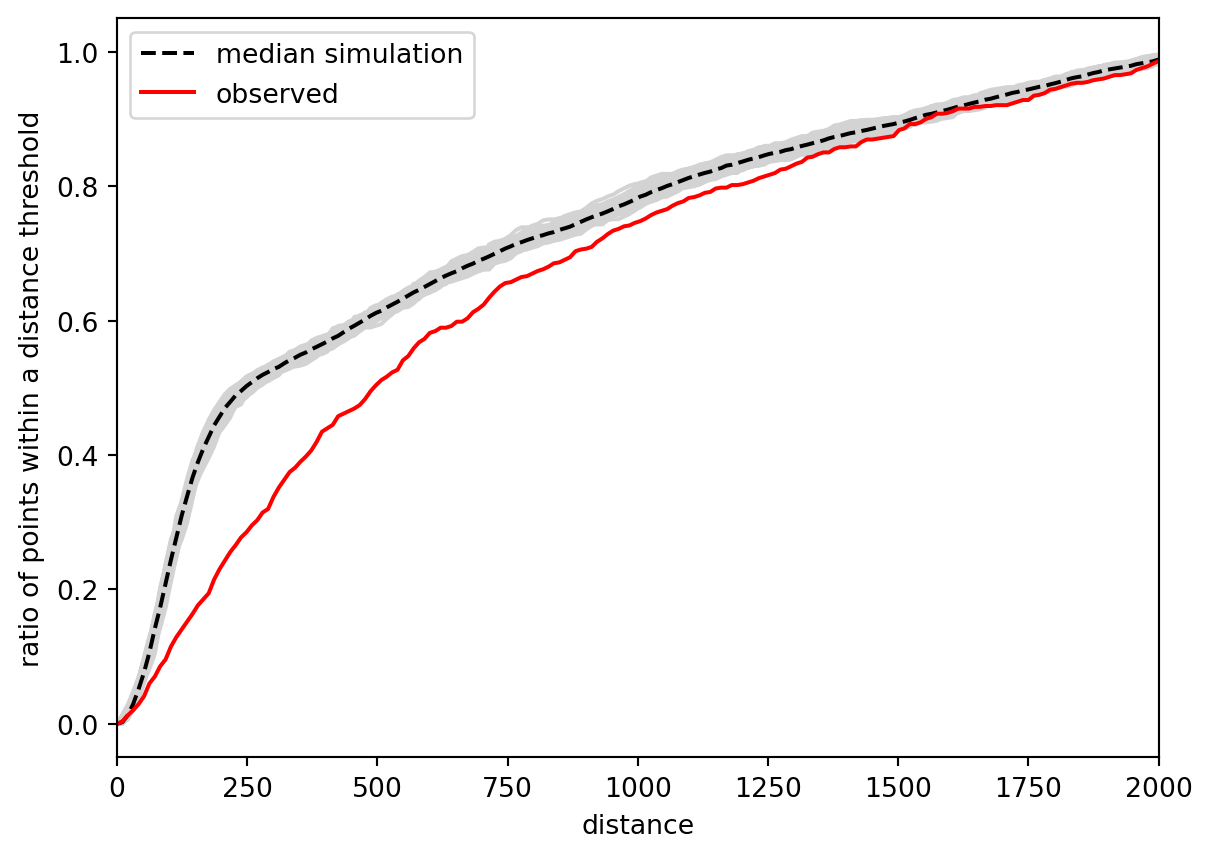 median simulation
observed
ratio of points within a distance threshold
1.0
0.8
0.6
0.4
0.2
0.0
0 250 500 750 1000 1250 1500 1750 2000
distance